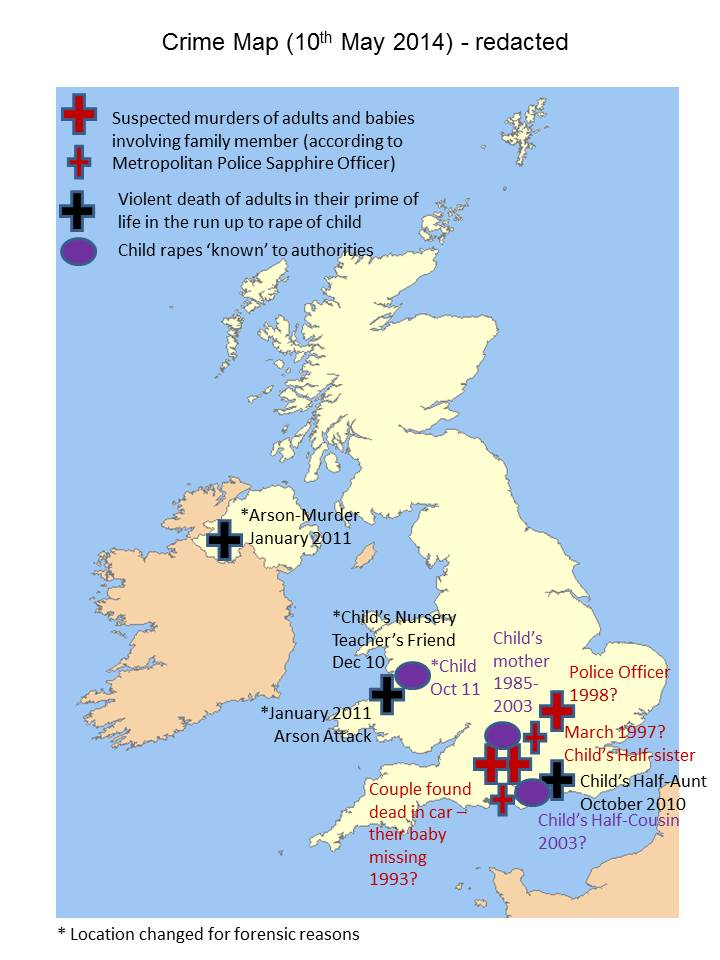 Crime Map (10th May 2014) - redacted
Suspected murders of adults and babies
involving family member (according to
Metropolitan Police Sapphire Officer)
Violent death of adults in their prime of
life in the run up to rape of child
Child rapes ‘known’ to authorities
*Arson-Murder
January 2011
*Child’s Nursery
Teacher’s Friend
Dec 10
*Child
Oct 11
Child’s
mother
1985-
2003
Police Officer
1998?
*January 2011
Arson Attack
March 1997?
Child’s Half-sister
Couple found
dead in car –
their baby
missing
1993?
Child’s Half-Aunt
October 2010
Child’s Half-Cousin
2003?
* Location changed for forensic reasons